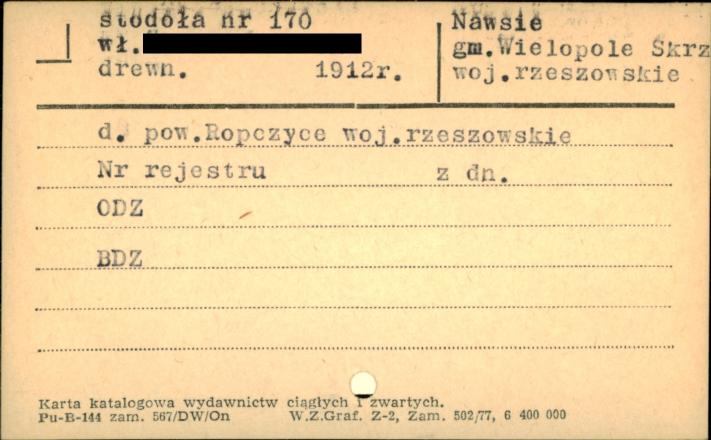 stodoła nr 170
wł.
drewn. 1912r.
Nawsie
gm.Wielopole Skrz
woj.rzeszowskie
d. pow.Ropczyce woj.rzeszowskie
Nr rejestru z dn.
ODZ
BDZ
Karta katalogowa wydawnictw ciągłych i zwartych.
Pu-B-144 zam. 567/DW/On W.Z.Graf. Z-2, Zam. 502/77, 6 400 000